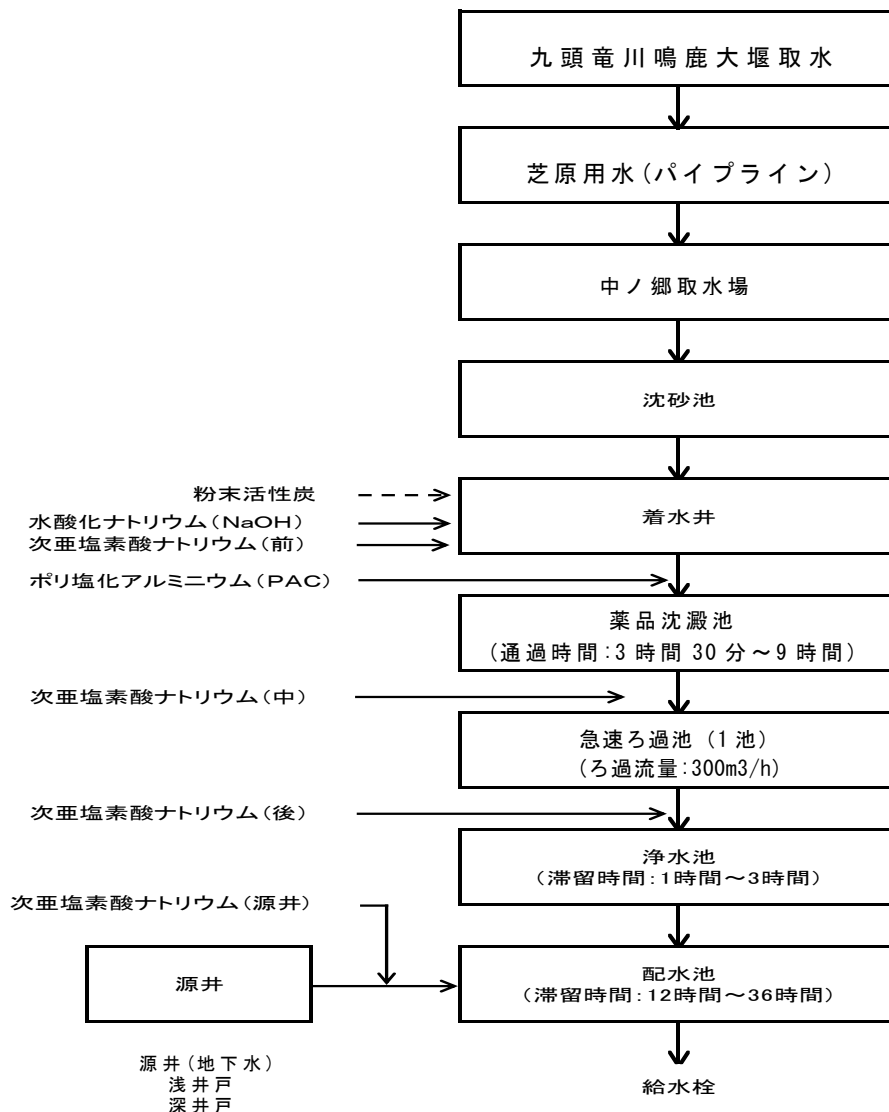 九頭竜川鳴鹿大堰取水
芝原用水(パイプライン)
中ノ郷取水場
沈砂池
粉末活性炭
水酸化ナトリウム(NaOH)
次亜塩素酸ナトリウム(前)
着水井
ポリ塩化アルミニウム(PAC)
薬品沈澱池
(通過時間:3時間30分~9時間)
次亜塩素酸ナトリウム(中)
急速ろ過池 (1池)
(ろ過流量:300m3/h)
次亜塩素酸ナトリウム(後)
浄水池
(滞留時間:1時間~3時間)
次亜塩素酸ナトリウム(源井)
源井
配水池
(滞留時間:12時間~36時間)
源井(地下水)
浅井戸
深井戸
給水栓